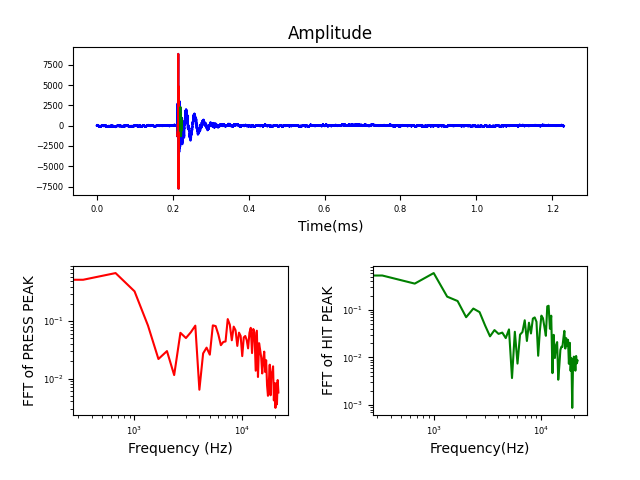 Amplitude
7500
5000
2500
0
−2500
−5000
−7500
0.0 0.2 0.4 0.6 0.8 1.0 1.2
Time(ms)
FFT of PRESS PEAK
10⁻¹
10⁻²
10³ 10⁴
Frequency (Hz)
FFT of HIT PEAK
10⁻¹
10⁻²
10⁻³
10³ 10⁴
Frequency(Hz)